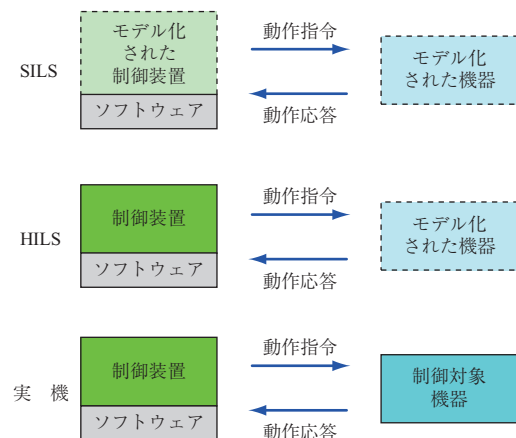 SILS
モデル化
された
制御装置
ソフトウェア
動作指令
動作応答
モデル化
された機器
HILS
制御装置
ソフトウェア
動作指令
動作応答
モデル化
された機器
実 機
制御装置
ソフトウェア
動作指令
動作応答
制御対象
機器